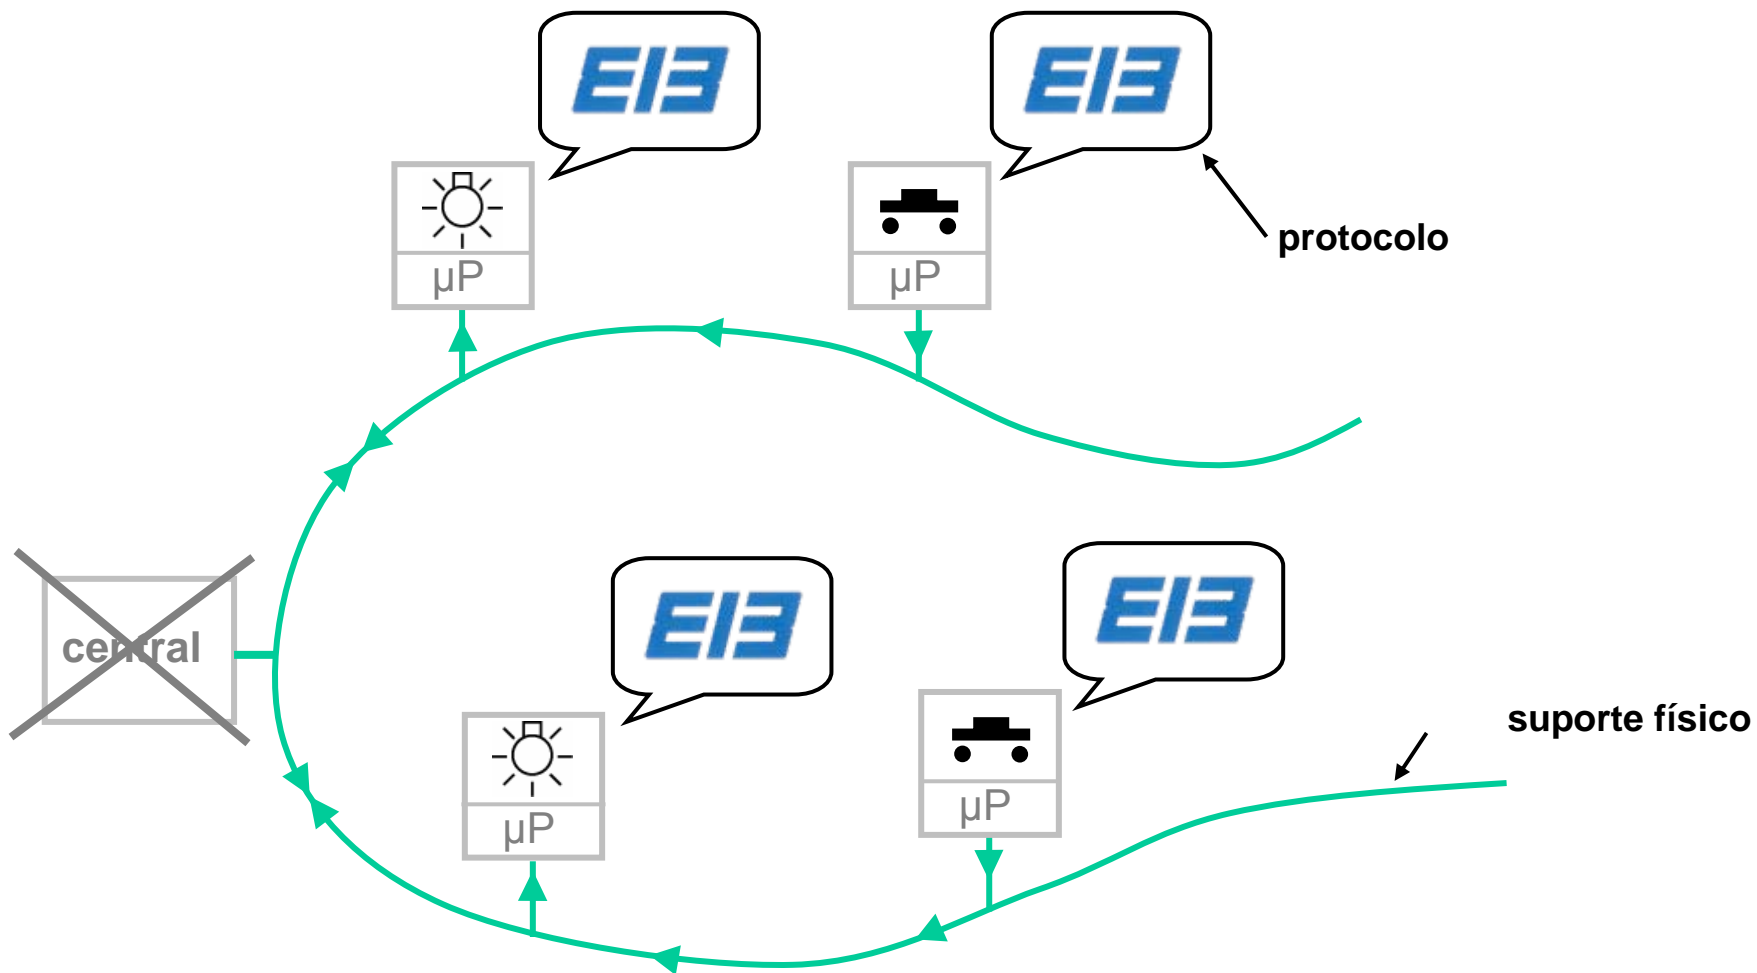 EIB
EIB
µP
µP
protocolo
central
EIB
EIB
µP
µP
suporte físico